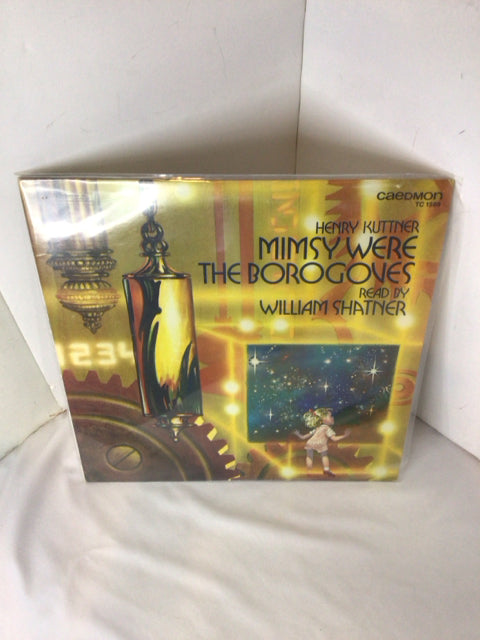 CAEDMON
TC 1509
HENRY KUTTNER
MIMSY WERE
THE BOROGOVES
READ BY
WILLIAM SHATNER
1234